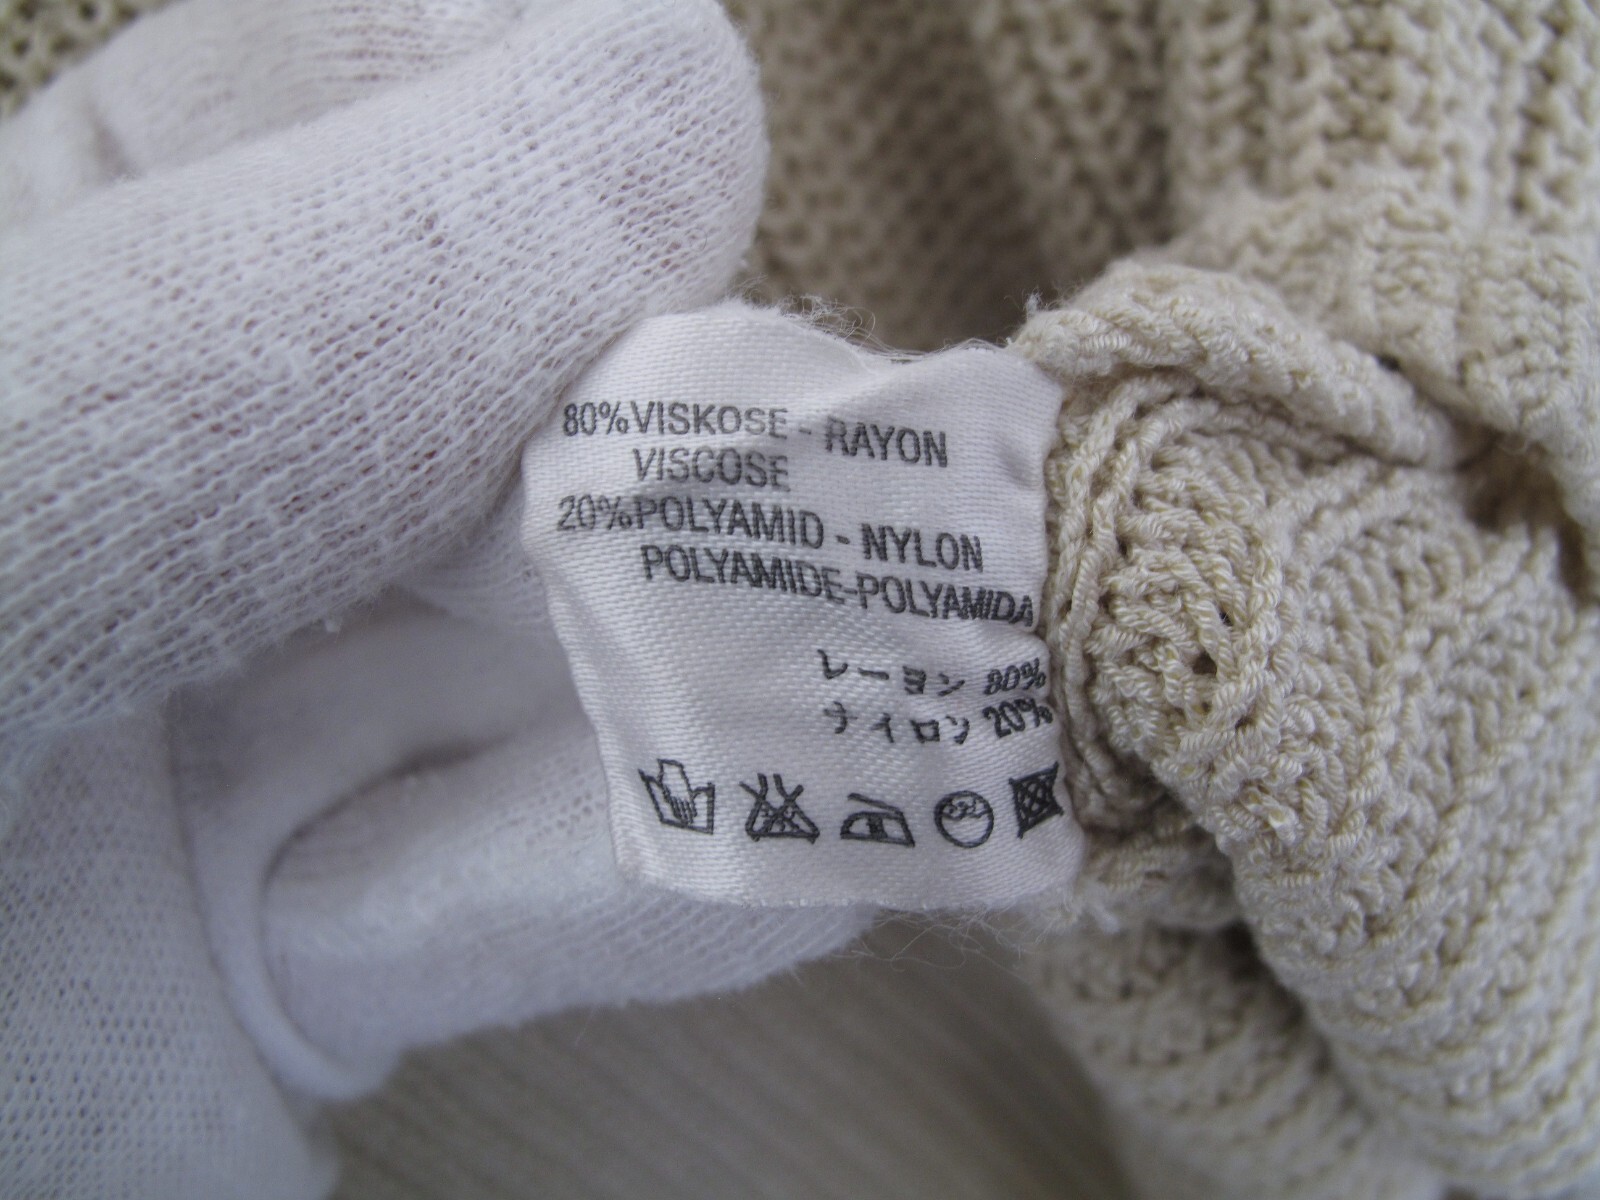 80%VISKOSE - RAYON
VISCOSE
20%POLYAMID - NYLON
POLYAMIDE-POLYAMIDA
レーヨン 80%
ナイロン 20%